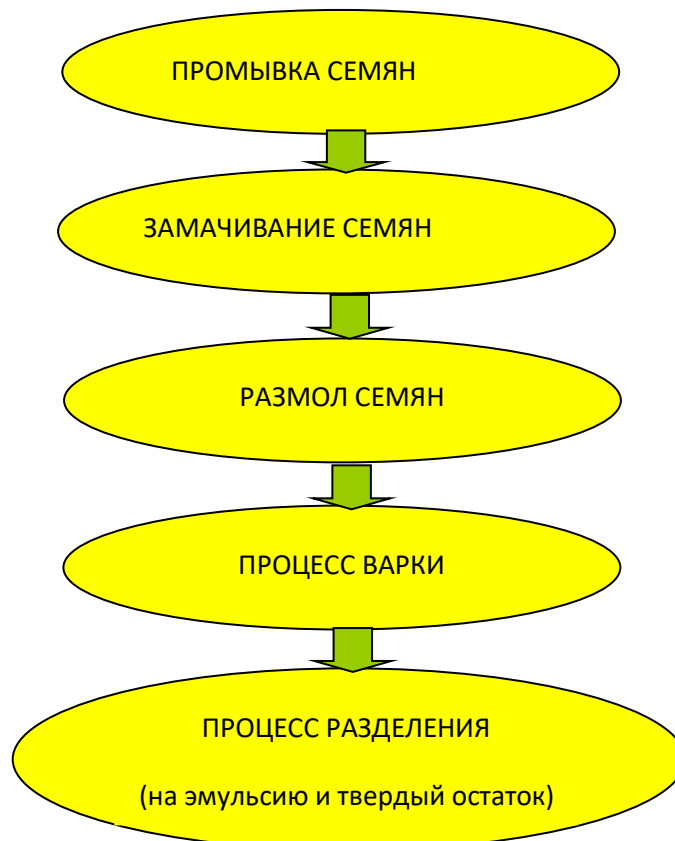 ПРОМЫВКА СЕМЯН
ЗАМАЧИВАНИЕ СЕМЯН
РАЗМОЛ СЕМЯН
ПРОЦЕСС ВАРКИ
ПРОЦЕСС РАЗДЕЛЕНИЯ
(на эмульсию и твердый остаток)